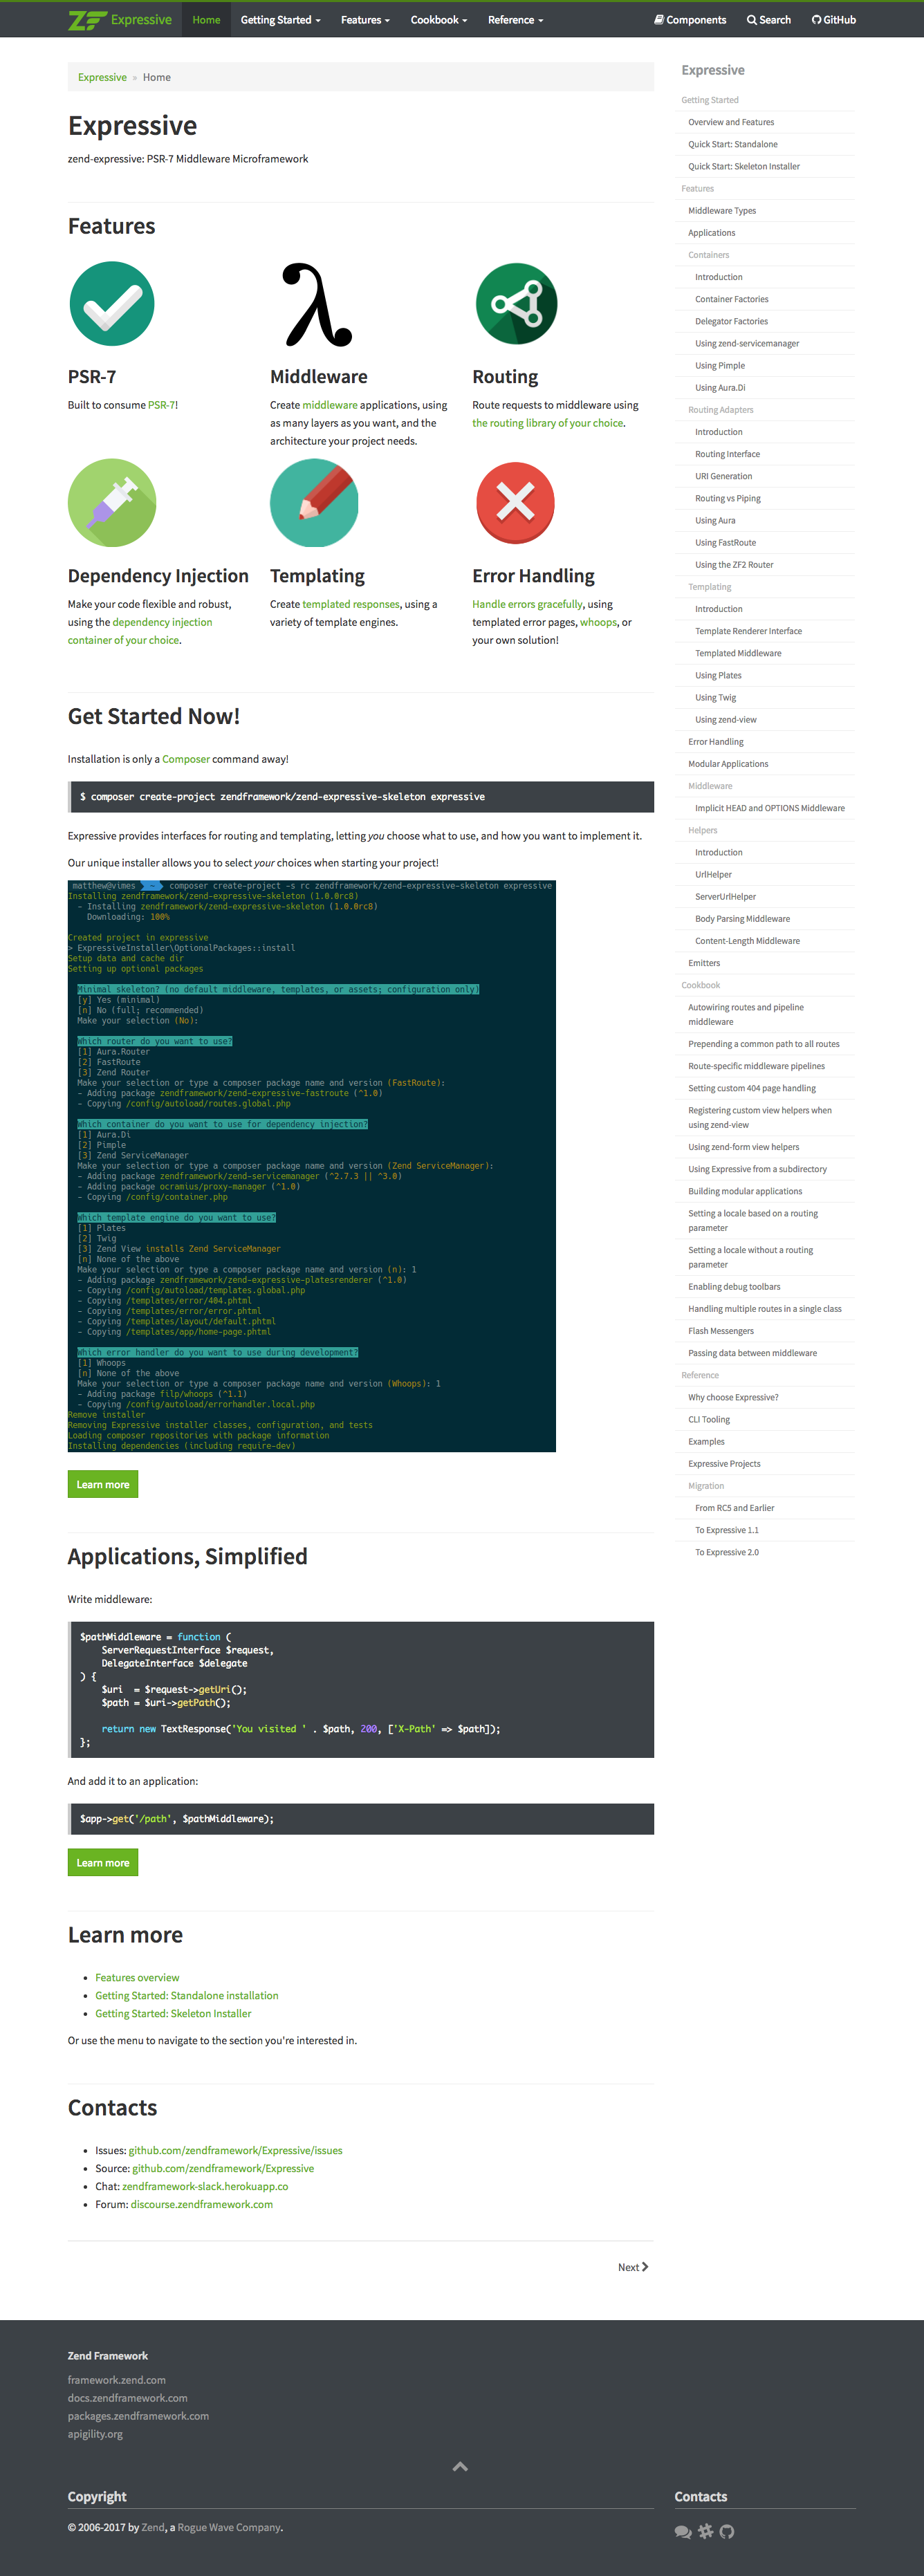 ZF Expressive Home Getting Started Features Cookbook Reference Components Search GitHub
Expressive » Home
Expressive
zend-expressive: PSR-7 Middleware Microframework
Features
PSR-7
Built to consume PSR-7!
Middleware
Create middleware applications, using
as many layers as you want, and the
architecture your project needs.
Routing
Route requests to middleware using
the routing library of your choice.
Dependency Injection
Make your code flexible and robust,
using the dependency injection
container of your choice.
Templating
Create templated responses, using a
variety of template engines.
Error Handling
Handle errors gracefully, using
templated error pages, whoops, or
your own solution!
Get Started Now!
Installation is only a Composer command away!
$ composer create-project zendframework/zend-expressive-skeleton expressive
Expressive provides interfaces for routing and templating, letting you choose what to use, and how you want to implement it.
Our unique installer allows you to select your choices when starting your project!
matthew@vimes ~ composer create-project -s rc zendframework/zend-expressive-skeleton expressive
Installing zendframework/zend-expressive-skeleton (1.0.0rc8)
- Installing zendframework/zend-expressive-skeleton (1.0.0rc8)
Downloading: 100%
Created project in expressive
> ExpressiveInstaller\OptionalPackages::install
Setup data and cache dir
Setting up optional packages
Minimal skeleton? (no default middleware, templates, or assets; configuration only)
[y] Yes (minimal)
[n] No (full; recommended)
Make your selection (No):
Which router do you want to use?
[1] Aura.Router
[2] FastRoute
[3] Zend Router
Make your selection or type a composer package name and version (FastRoute):
- Adding package zendframework/zend-expressive-fastroute (^1.0)
- Copying /config/autoload/routes.global.php
Which container do you want to use for dependency injection?
[1] Aura.Di
[2] Pimple
[3] Zend ServiceManager
Make your selection or type a composer package name and version (Zend ServiceManager):
- Adding package zendframework/zend-servicemanager (^2.7.3 || ^3.0)
- Adding package ocramius/proxy-manager (^1.0)
- Copying /config/container.php
Which template engine do you want to use?
[1] Plates
[2] Twig
[3] Zend View installs Zend ServiceManager
[n] None of the above
Make your selection or type a composer package name and version (n): 1
- Adding package zendframework/zend-expressive-platesrenderer (^1.0)
- Copying /config/autoload/templates.global.php
- Copying /templates/error/404.phtml
- Copying /templates/error/error.phtml
- Copying /templates/layout/default.phtml
- Copying /templates/app/home-page.phtml
Which error handler do you want to use during development?
[1] Whoops
[n] None of the above
Make your selection or type a composer package name and version (Whoops): 1
- Adding package filp/whoops (^1.1)
- Copying /config/autoload/errorhandler.local.php
Remove installer
Removing Expressive installer classes, configuration, and tests
Loading composer repositories with package information
Installing dependencies (including require-dev)
Learn more
Applications, Simplified
Write middleware:
$pathMiddleware = function (
ServerRequestInterface $request,
DelegateInterface $delegate
) {
$uri = $request->getUri();
$path = $uri->getPath();
return new TextResponse('You visited ' . $path, 200, ['X-Path' => $path]);
};
And add it to an application:
$app->get('/path', $pathMiddleware);
Learn more
Learn more
Features overview
Getting Started: Standalone installation
Getting Started: Skeleton Installer
Or use the menu to navigate to the section you're interested in.
Contacts
Issues: github.com/zendframework/Expressive/issues
Source: github.com/zendframework/Expressive
Chat: zendframework-slack.herokuapp.co
Forum: discourse.zendframework.com
Next
Expressive
Getting Started
Overview and Features
Quick Start: Standalone
Quick Start: Skeleton Installer
Features
Middleware Types
Applications
Containers
Introduction
Container Factories
Delegator Factories
Using zend-servicemanager
Using Pimple
Using Aura.Di
Routing Adapters
Introduction
Routing Interface
URI Generation
Routing vs Piping
Using Aura
Using FastRoute
Using the ZF2 Router
Templating
Introduction
Template Renderer Interface
Templated Middleware
Using Plates
Using Twig
Using zend-view
Error Handling
Modular Applications
Middleware
Implicit HEAD and OPTIONS Middleware
Helpers
Introduction
UrlHelper
ServerUrlHelper
Body Parsing Middleware
Content-Length Middleware
Emitters
Cookbook
Autowiring routes and pipeline
middleware
Prepending a common path to all routes
Route-specific middleware pipelines
Setting custom 404 page handling
Registering custom view helpers when
using zend-view
Using zend-form view helpers
Using Expressive from a subdirectory
Building modular applications
Setting a locale based on a routing
parameter
Setting a locale without a routing
parameter
Enabling debug toolbars
Handling multiple routes in a single class
Flash Messengers
Passing data between middleware
Reference
Why choose Expressive?
CLI Tooling
Examples
Expressive Projects
Migration
From RC5 and Earlier
To Expressive 1.1
To Expressive 2.0
Zend Framework
framework.zend.com
docs.zendframework.com
packages.zendframework.com
apigility.org
Copyright
© 2006-2017 by Zend, a Rogue Wave Company.
Contacts